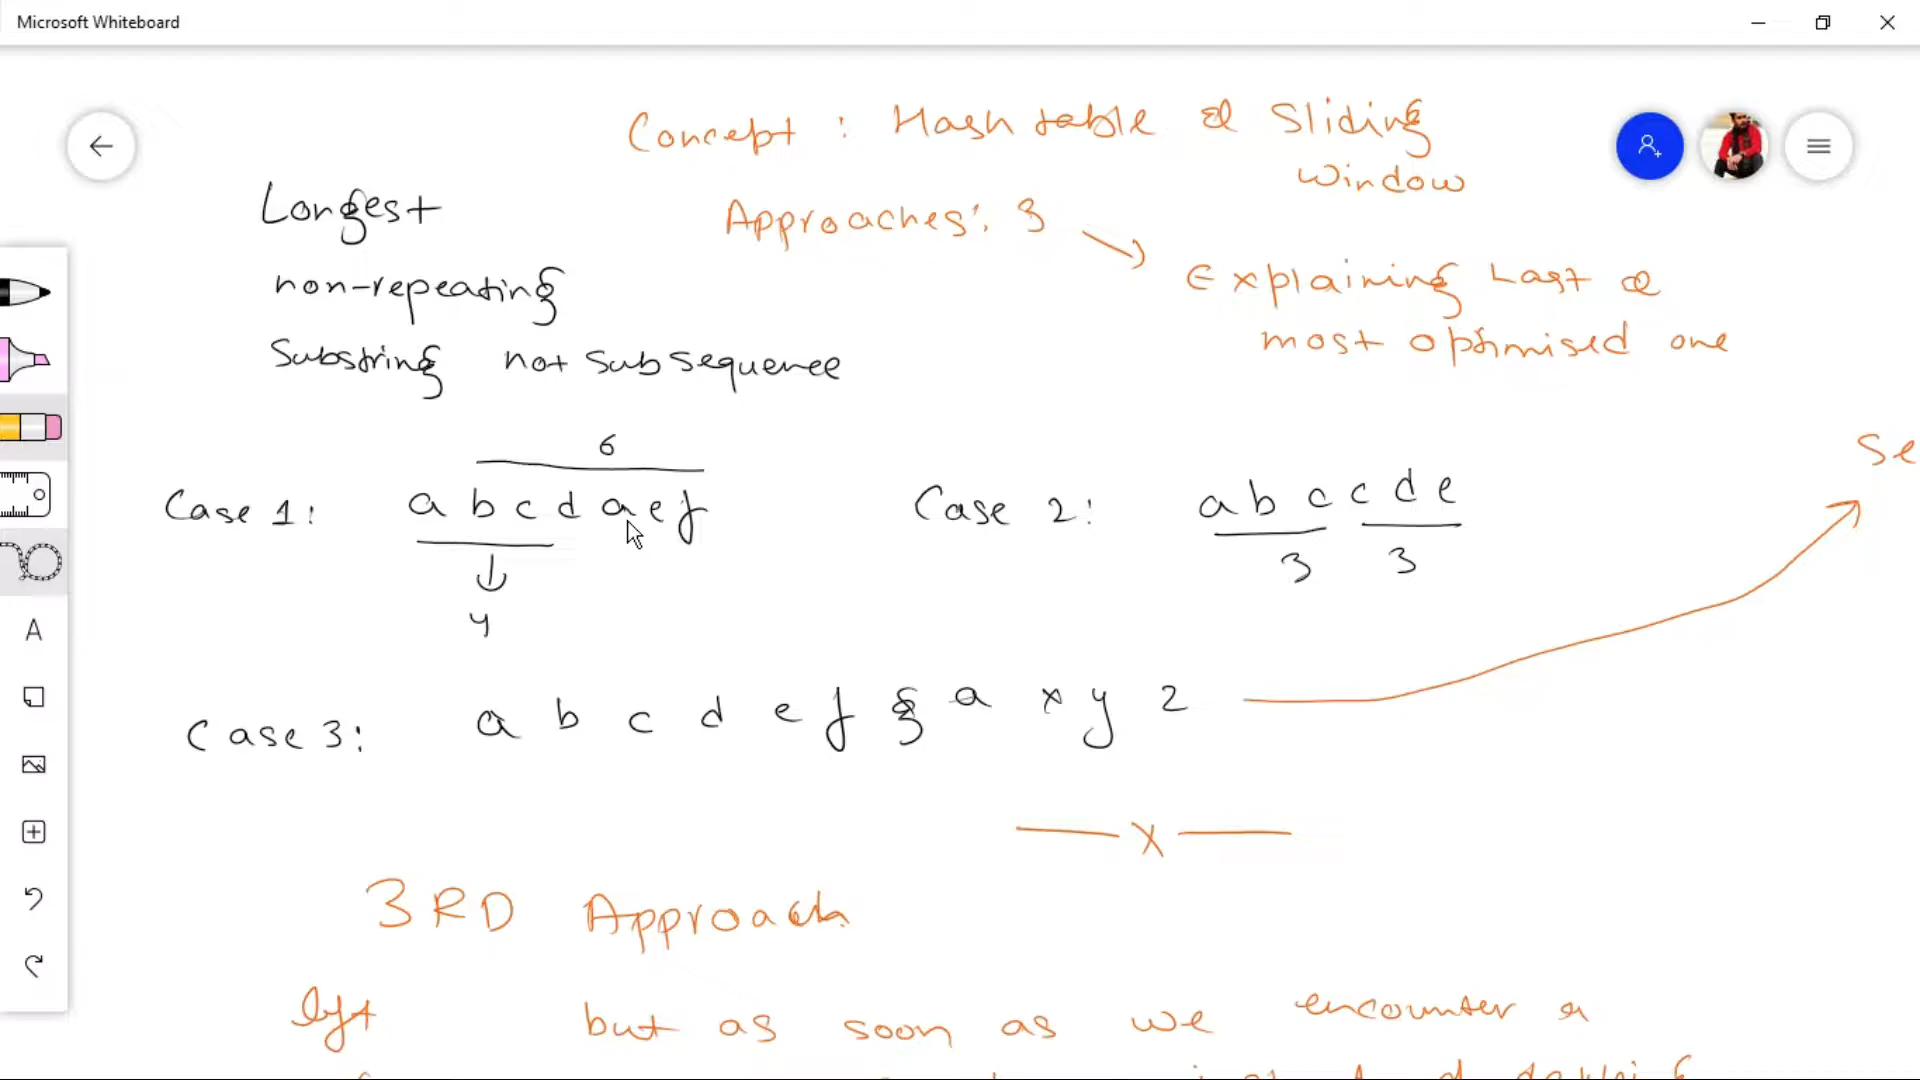 Microsoft Whiteboard
Concept : Hash table & Sliding
window
Longest
Approaches: 3
non-repeating
Explaining Last &
most optimised one
Substring not subsequence
6
Case 1: a b c d a e f
4
Case 2: a b c c d e
3 3
Se
Case 3: a b c d e f g a x y z
X
3RD Approach
left but as soon as we encounter a
A